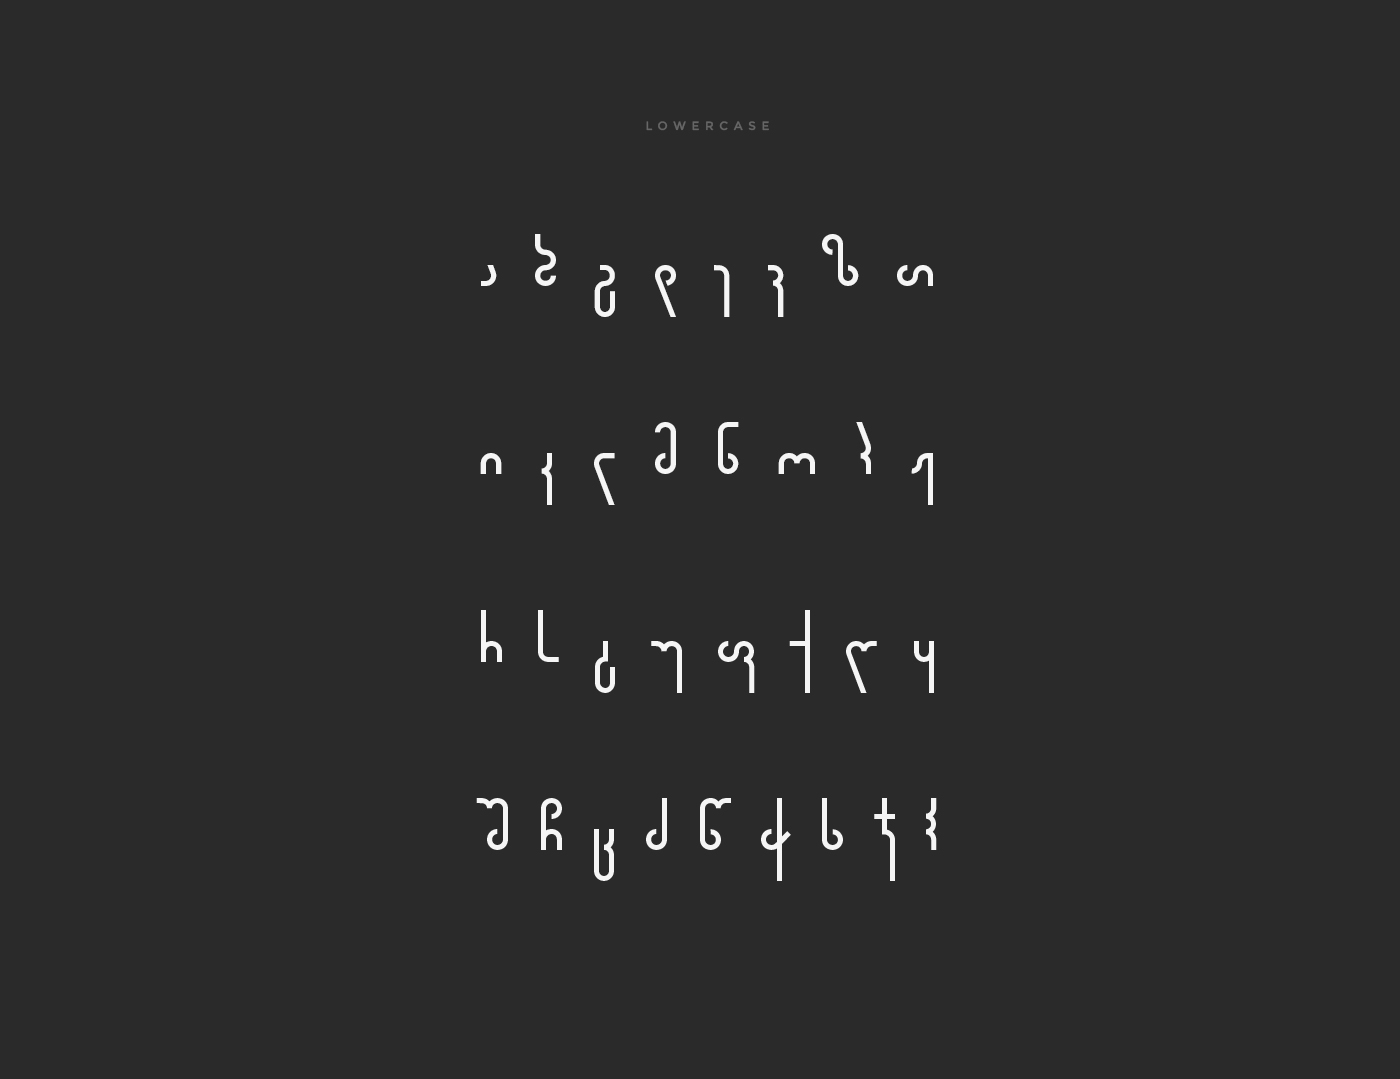 LOWERCASE
ა ბ გ დ ე ვ ზ თ
ი კ ლ მ ნ ო პ ჟ
რ ს ტ უ ფ ქ ღ ყ
შ ჩ ც ძ წ ჭ ხ ჯ ჰ